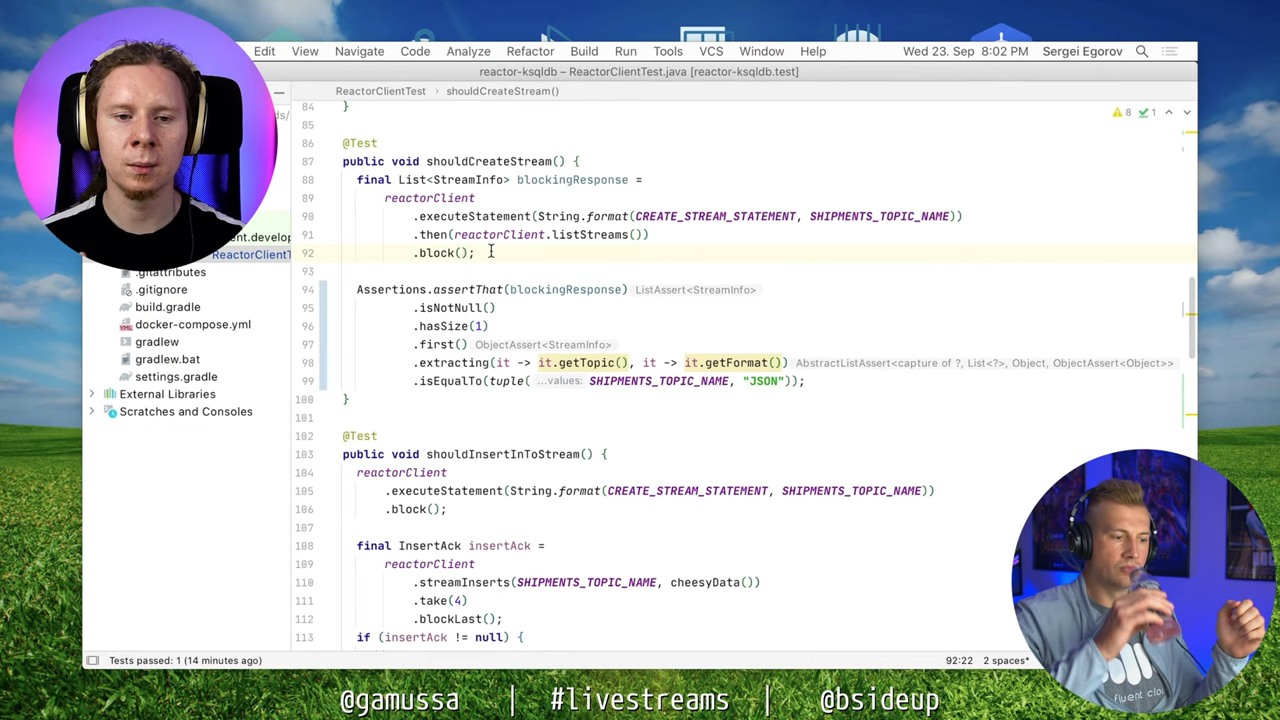 Edit View Navigate Code Analyze Refactor Build Run Tools VCS Window Help Wed 23. Sep 8:02 PM Sergei Egorov
reactor-ksqldb – ReactorClientTest.java [reactor-ksqldb.test]
ReactorClientTest › shouldCreateStream()
84 }
8 1
85
86 @Test
87 public void shouldCreateStream() {
88 final List<StreamInfo> blockingResponse =
89 reactorClient
90 .executeStatement(String.format(CREATE_STREAM_STATEMENT, SHIPMENTS_TOPIC_NAME))
91 .then(reactorClient.listStreams())
92 .block();
93
94 Assertions.assertThat(blockingResponse) ListAssert<StreamInfo>
95 .isNotNull()
96 .hasSize(1)
97 .first() ObjectAssert<StreamInfo>
98 .extracting(it -> it.getTopic(), it -> it.getFormat()) AbstractListAssert<capture of ?, List<?>, Object, ObjectAssert<Object>>
99 .isEqualTo(tuple( ...values: SHIPMENTS_TOPIC_NAME, "JSON"));
100 }
101
102 @Test
103 public void shouldInsertInToStream() {
104 reactorClient
105 .executeStatement(String.format(CREATE_STREAM_STATEMENT, SHIPMENTS_TOPIC_NAME))
106 .block();
107
108 final InsertAck insertAck =
109 reactorClient
110 .streamInserts(SHIPMENTS_TOPIC_NAME, cheesyData())
111 .take(4)
112 .blockLast();
113 if (insertAck != null) {
ds/
ent.develop
ReactorClientT
.gitattributes
.gitignore
build.gradle
docker-compose.yml
gradlew
gradlew.bat
settings.gradle
External Libraries
Scratches and Consoles
Tests passed: 1 (14 minutes ago)
92:22 2 spaces*
fluent clou
@gamussa | #livestreams | @bsideup